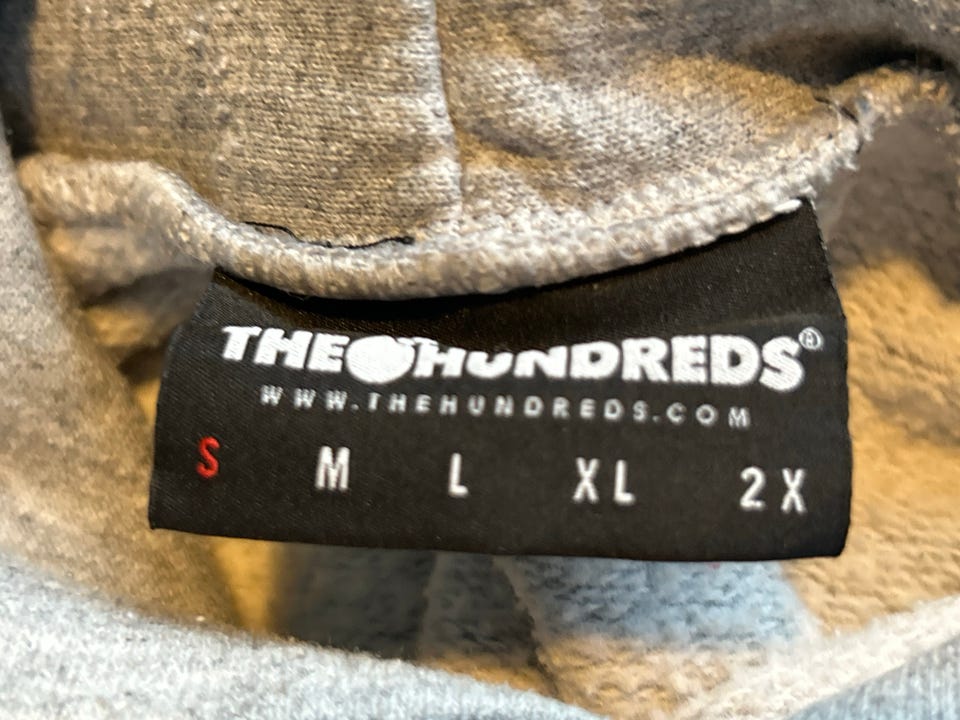 THE HUNDREDS®
WWW.THEHUNDREDS.COM
S M L XL 2X